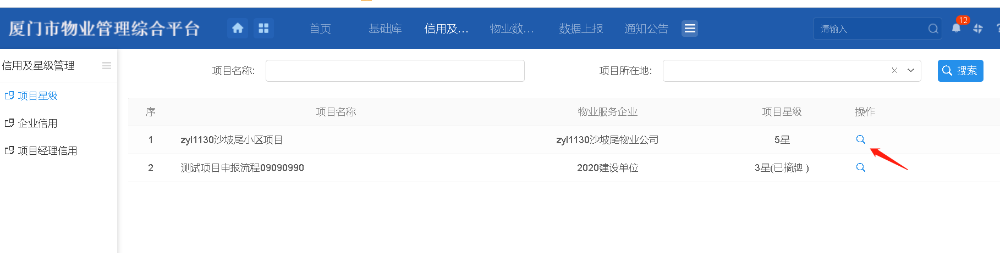 厦门市物业管理综合平台
首页 基础库 信用及... 物业数... 数据上报 通知公告 请输入 12
信用及星级管理
项目星级
企业信用
项目经理信用
项目名称: 项目所在地: 搜索
序 项目名称 物业服务企业 项目星级 操作
1 zyl1130沙坡尾小区项目 zyl1130沙坡尾物业公司 5星
2 测试项目申报流程09090990 2020建设单位 3星(已摘牌 )